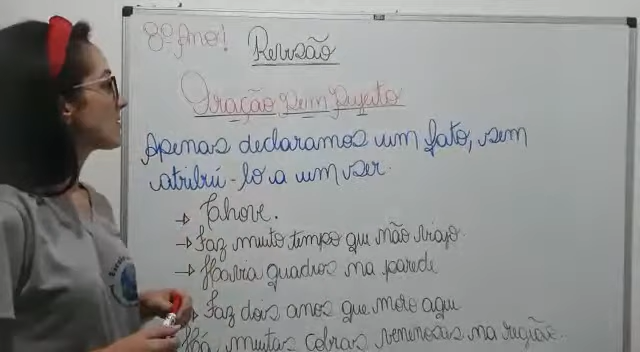 8º Ano!
Revisão
Oração sem sujeito
Apenas declaramos um fato, sem
atribuí-lo a um ser.
→ Chove.
→ Faz muito tempo que não viajo.
→ Havia quadros na parede
→ Faz dois anos que moro aqui
Há muitas cobras venenosas na região.